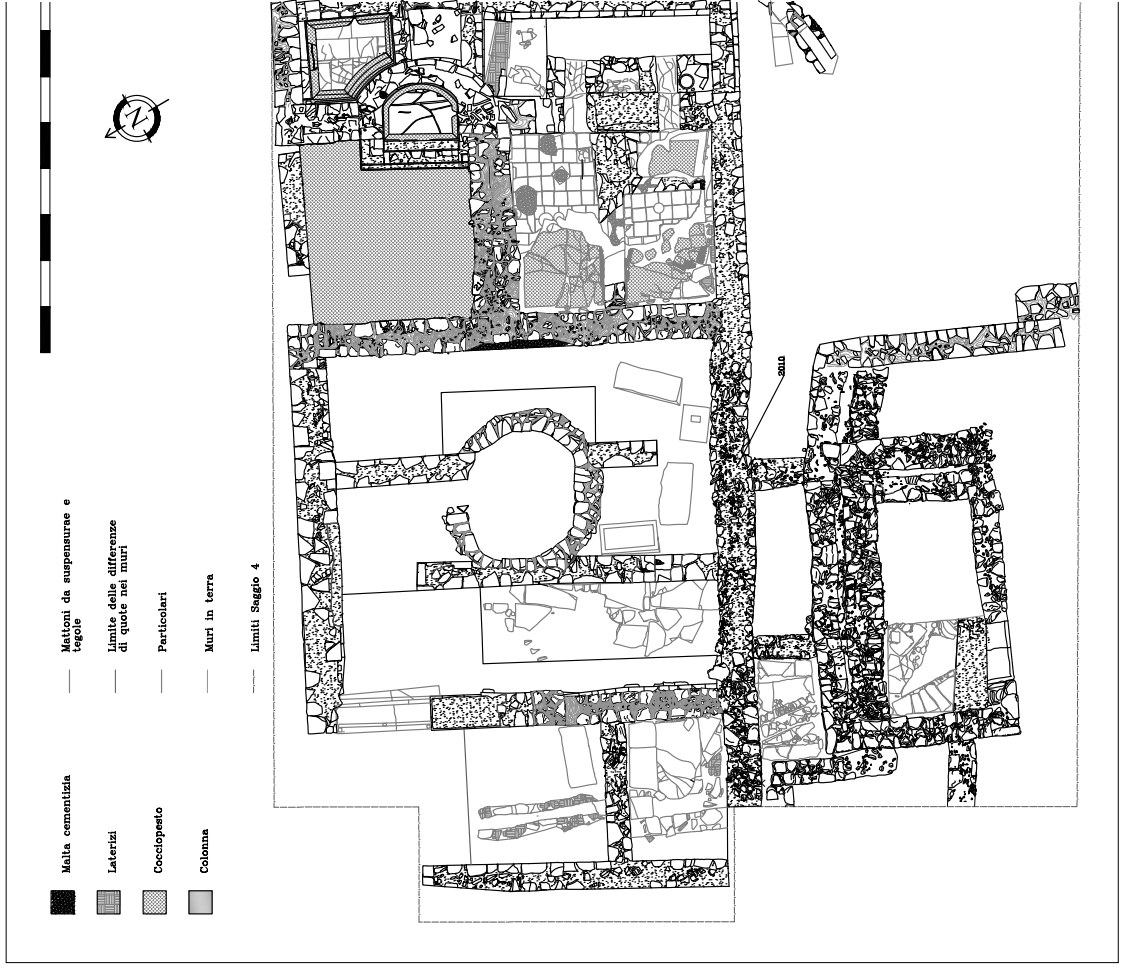 Mattoni da suspensurae e
tegole
Limite delle differenze
di quote nei muri
Particolari
Muri in terra
Limiti Saggio 4
Malta cementizia
Laterizi
Cocciopesto
Colonna
N
2010